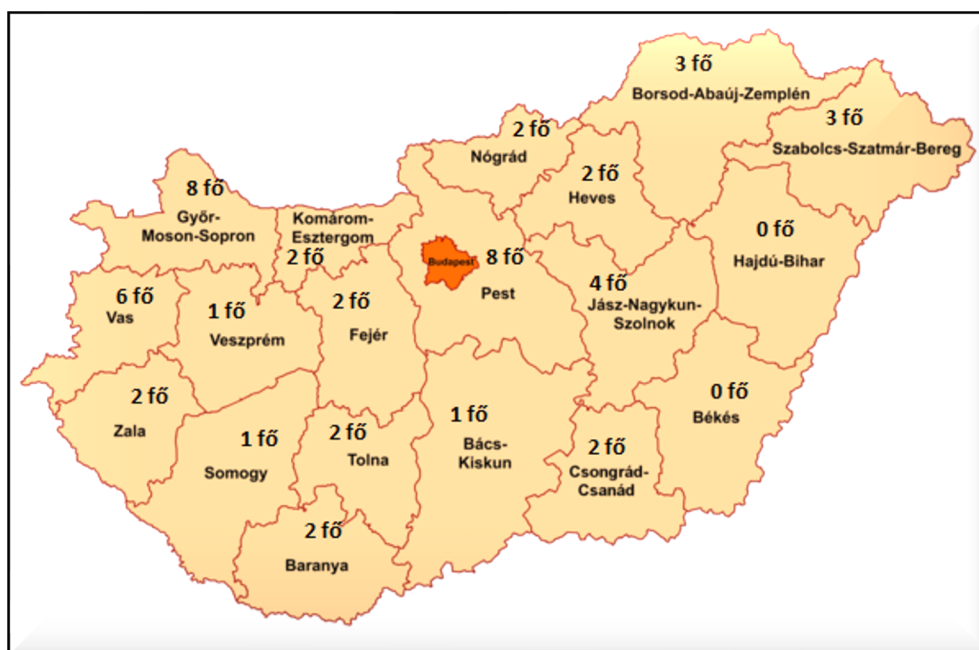 3 fő
Borsod-Abaúj-Zemplén
3 fő
Szabolcs-Szatmár-Bereg
2 fő
Nógrád
2 fő
Heves
8 fő
Győr-
Moson-Sopron
Komárom-
Esztergom
2 fő
Budapest
8 fő
Pest
0 fő
Hajdú-Bihar
4 fő
Jász-Nagykun-
Szolnok
6 fő
Vas
1 fő
Veszprém
2 fő
Fejér
2 fő
Zala
1 fő
Somogy
2 fő
Tolna
1 fő
Bács-
Kiskun
2 fő
Csongrád-
Csanád
0 fő
Békés
2 fő
Baranya